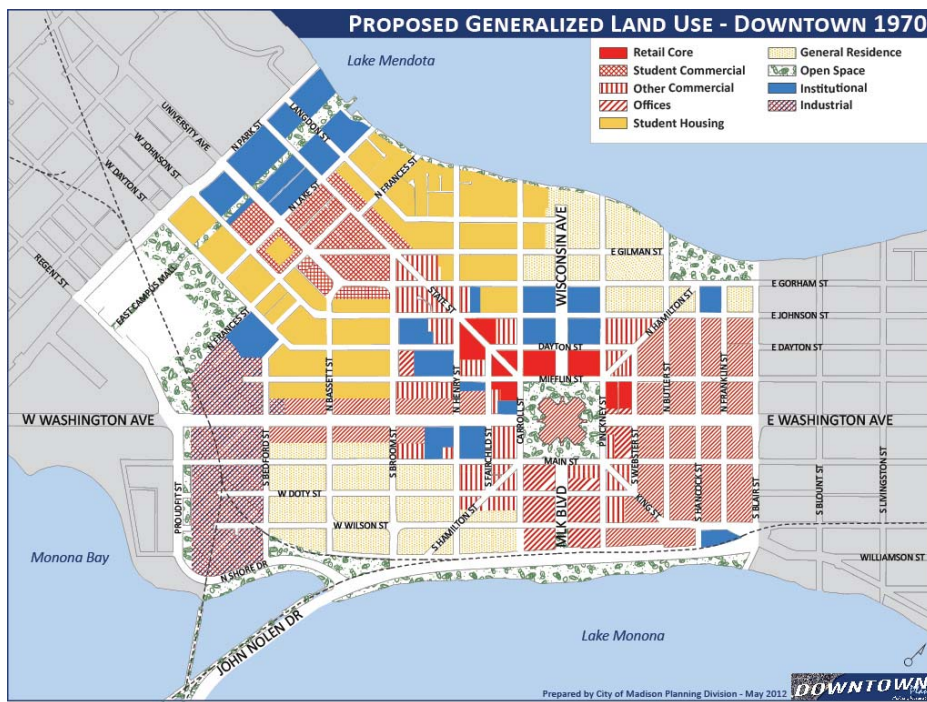 PROPOSED GENERALIZED LAND USE - DOWNTOWN 1970
Lake Mendota
Retail Core
Student Commercial
Other Commercial
Offices
Student Housing
General Residence
Open Space
Institutional
Industrial
UNIVERSITY AVE
W JOHNSON ST
W DAYTON ST
REGENT ST
N PARK ST
LANGDON ST
N LAKE ST
N FRANCES ST
EAST CAMPUS MALL
N FRANCES ST
WISCONSIN AVE
E GILMAN ST
STATE ST
N HAMILTON ST
E GORHAM ST
E JOHNSON ST
DAYTON ST
E DAYTON ST
MIFFLIN ST
N BASSETT ST
N HENRY ST
CARROLL ST
PINCKNEY ST
N BUTLER ST
N FRANKLIN ST
W WASHINGTON AVE
E WASHINGTON AVE
PROUDFIT ST
S BEDFORD ST
S BROOM ST
S FAIRCHILD ST
MAIN ST
S WEBSTER ST
W DOTY ST
MLK BLVD
KING ST
S HANCOCK ST
S BLAIR ST
S BLOUNT ST
S LIVINGSTON ST
W WILSON ST
S HAMILTON ST
Monona Bay
N SHORE DR
WILLIAMSON ST
JOHN NOLEN DR
Lake Monona
Prepared by City of Madison Planning Division - May 2012
DOWNTOWN